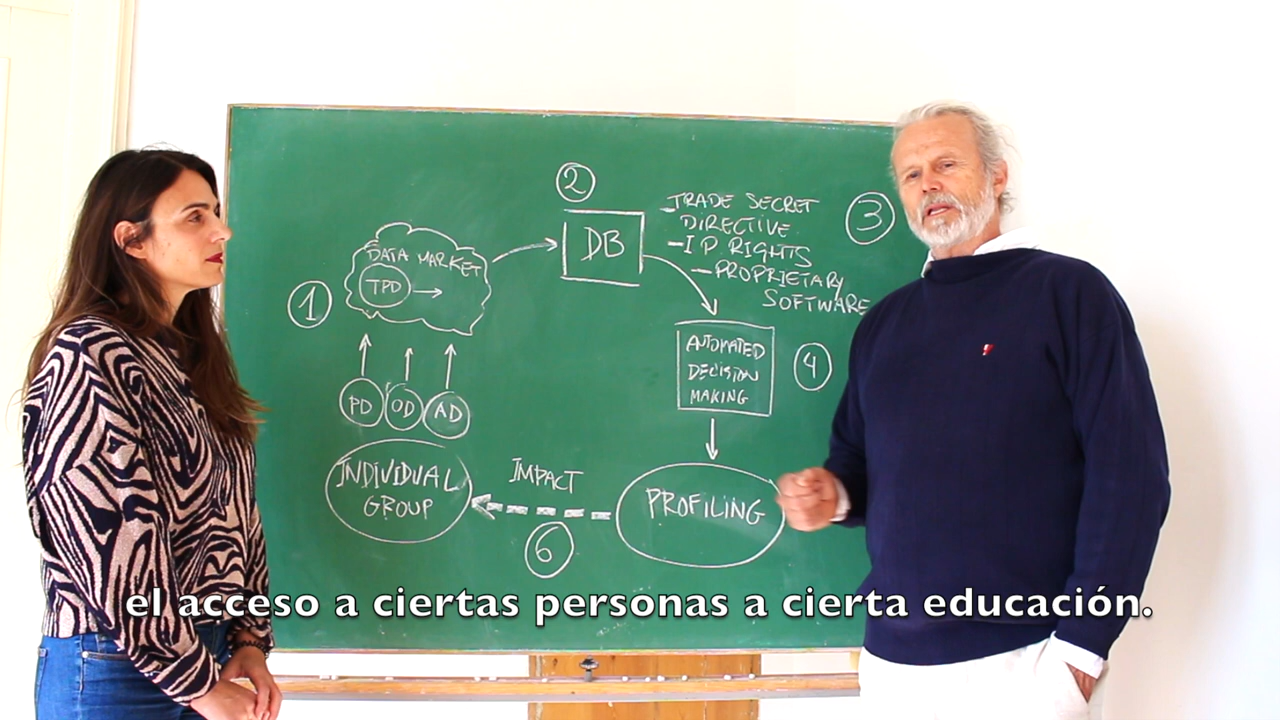 2
TRADE SECRET
DIRECTIVE
- I P RIGHTS
- PROPRIETARY
SOFTWARE
3
DATA MARKET
TPD
DB
1
AUTOMATED
DECISION
MAKING
4
PD
OD
AD
INDIVIDUAL
GROUP
IMPACT
6
PROFILING
el acceso a ciertas personas a cierta educación.